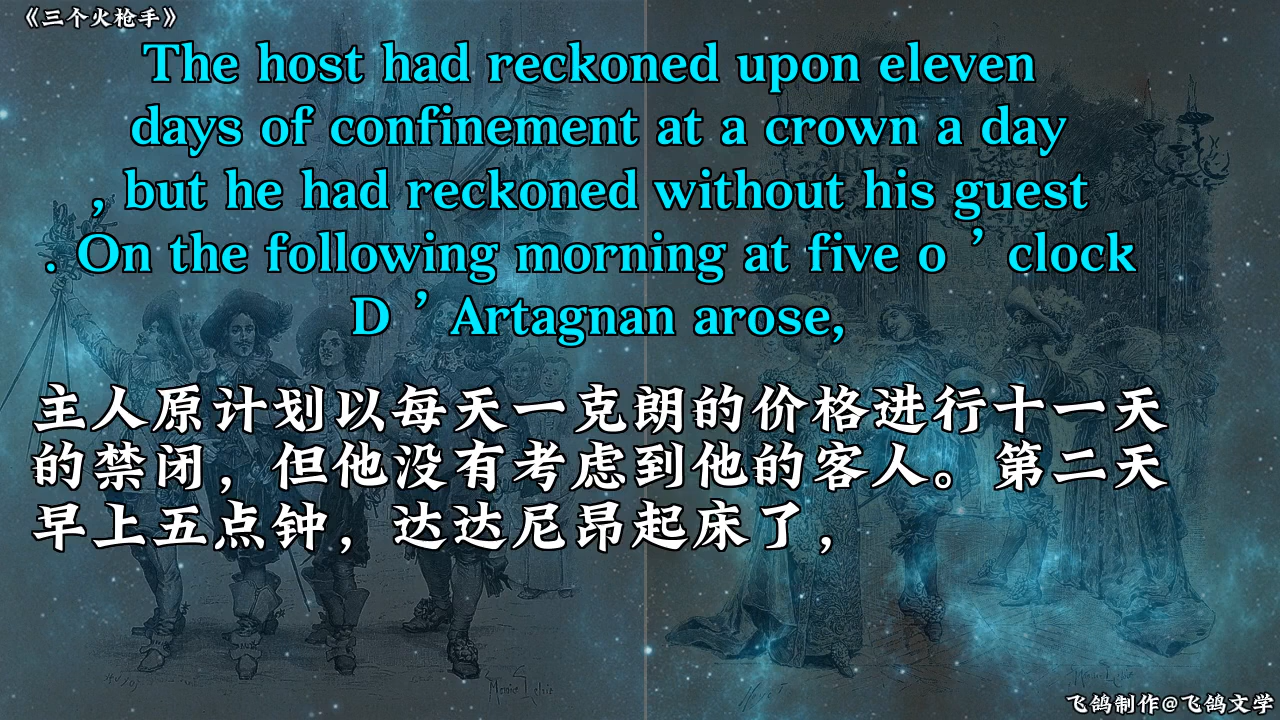 《三个火枪手》
The host had reckoned upon eleven
days of confinement at a crown a day
, but he had reckoned without his guest
. On the following morning at five o ’ clock
D ’ Artagnan arose,
主人原计划以每天一克朗的价格进行十一天
的禁闭，但他没有考虑到他的客人。第二天
早上五点钟，达达尼昂起床了，
飞鸽制作@飞鸽文学